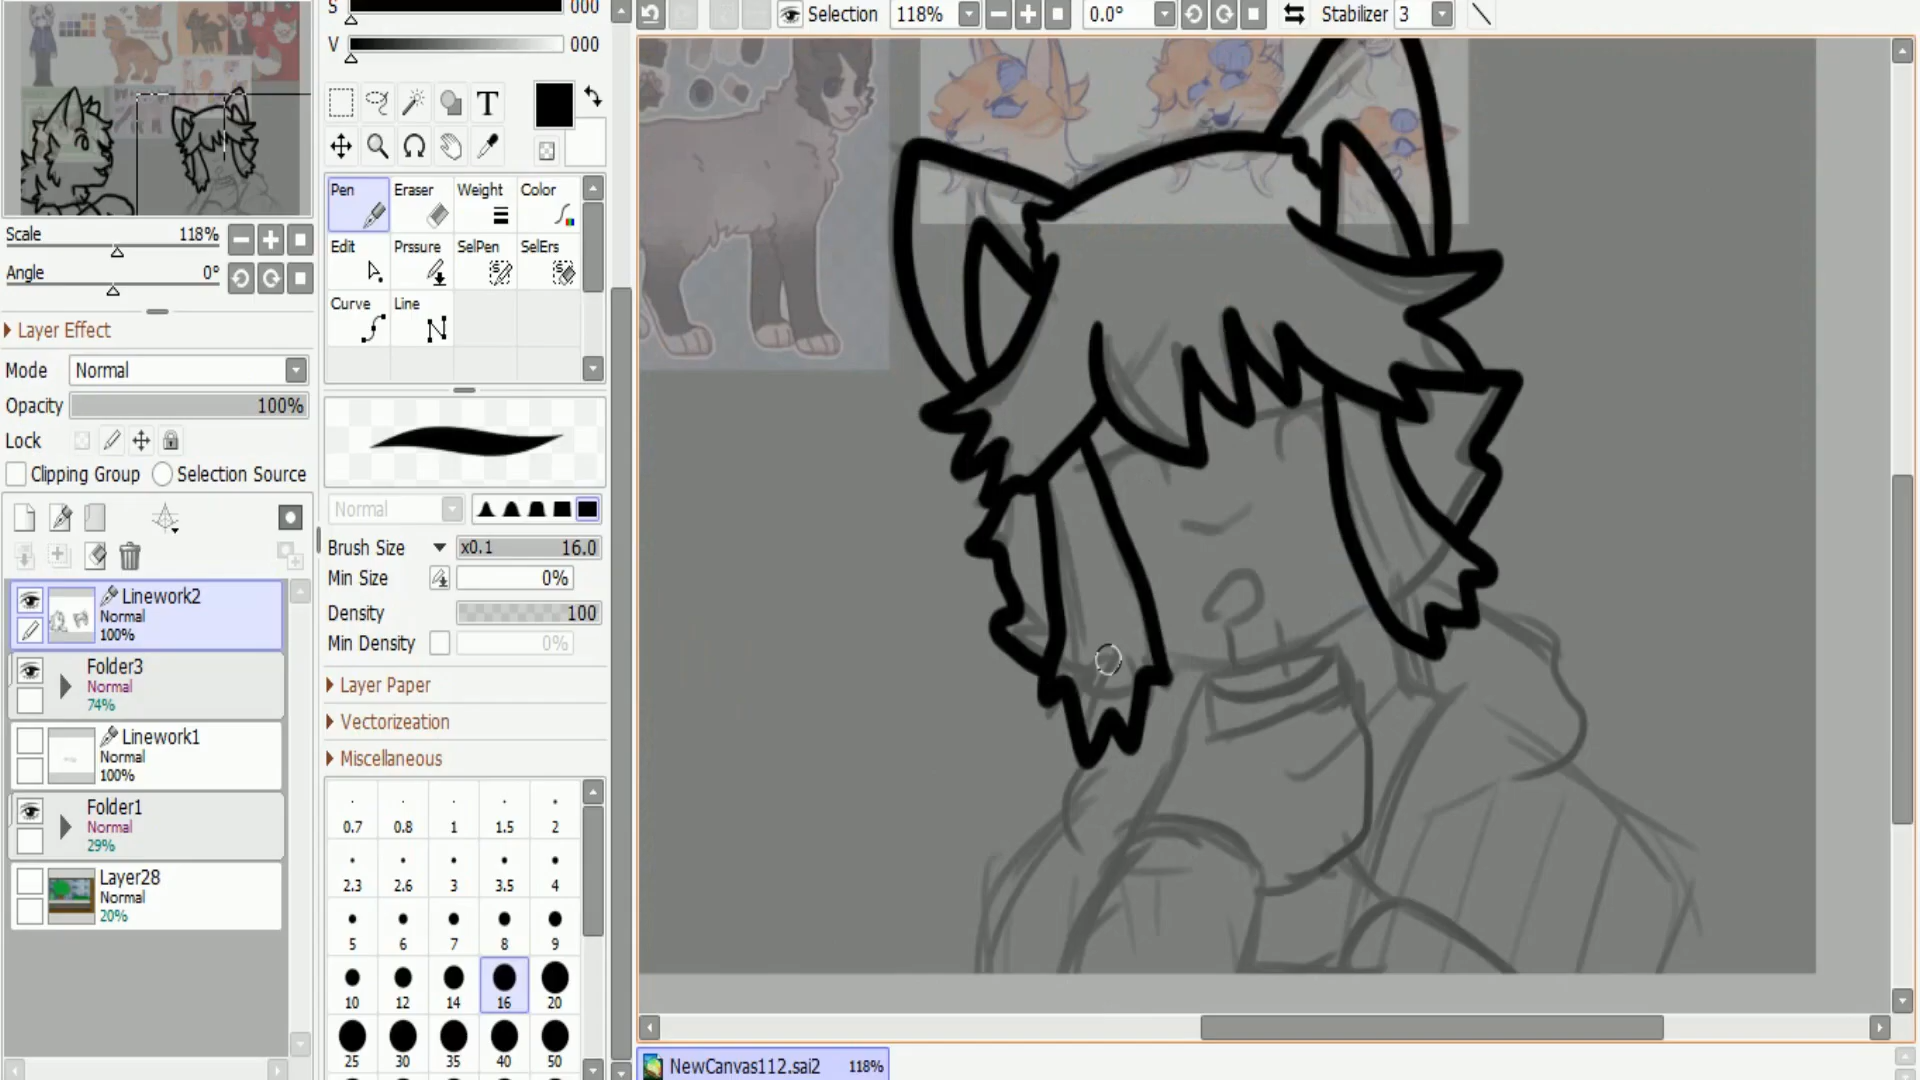 S 000
V 000
Selection 118% 0.0° Stabilizer 3
T
Pen Eraser Weight Color
Edit Prssure SelPen SelErs
Curve Line
Scale 118%
Angle 0°
Layer Effect
Mode Normal
Opacity 100%
Lock
Clipping Group Selection Source
Normal
Brush Size x0.1 16.0
Min Size 0%
Density 100
Min Density 0%
Layer Paper
Vectorizeation
Miscellaneous
Linework2
Normal
100%
Folder3
Normal
74%
Linework1
Normal
100%
Folder1
Normal
29%
Layer28
Normal
20%
0.7 0.8 1 1.5 2
2.3 2.6 3 3.5 4
5 6 7 8 9
10 12 14 16 20
25 30 35 40 50
NewCanvas112.sai2 118%